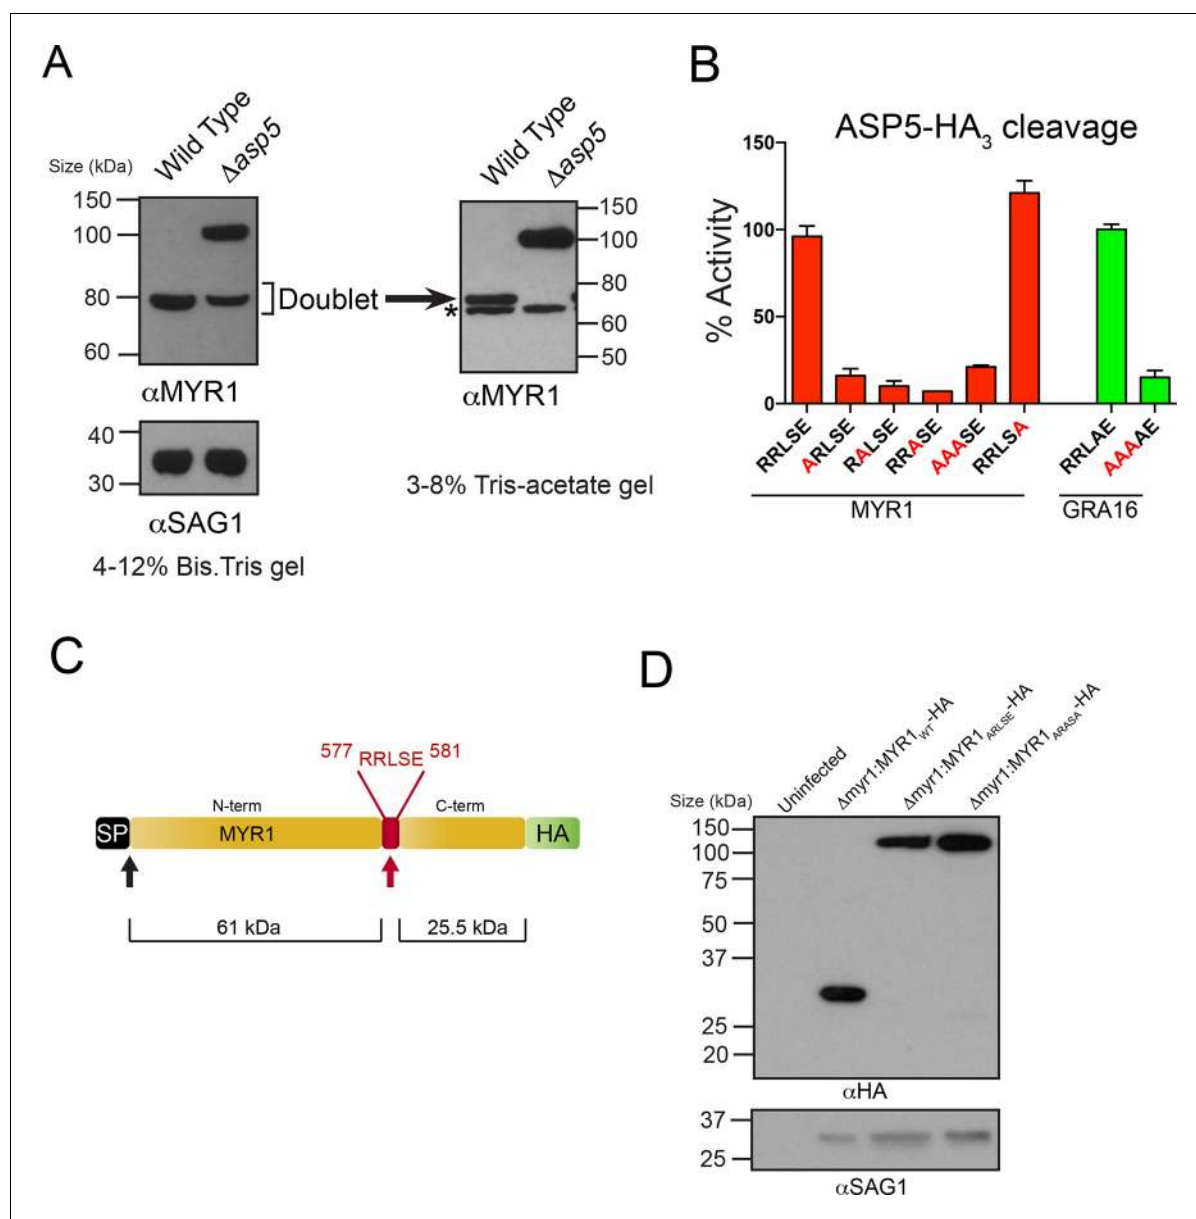 A
Wild Type
Δasp5
Size (kDa)
150
100
80
60
Doublet
αMYR1
40
30
αSAG1
4-12% Bis.Tris gel
Wild Type
Δasp5
150
100
80
60
50
*
αMYR1
3-8% Tris-acetate gel
B
ASP5-HA3 cleavage
% Activity
150
100
50
0
RRLSE
ARLSE
RALSE
RRASE
AAASE
RRLSA
RRLAE
AAAAE
MYR1
GRA16
C
577 RRLSE 581
N-term
C-term
SP
MYR1
HA
61 kDa
25.5 kDa
D
Uninfected
Δmyr1:MYR1WT-HA
Δmyr1:MYR1ARLSE-HA
Δmyr1:MYR1ARASA-HA
Size (kDa)
150
100
75
50
37
25
20
αHA
37
25
αSAG1